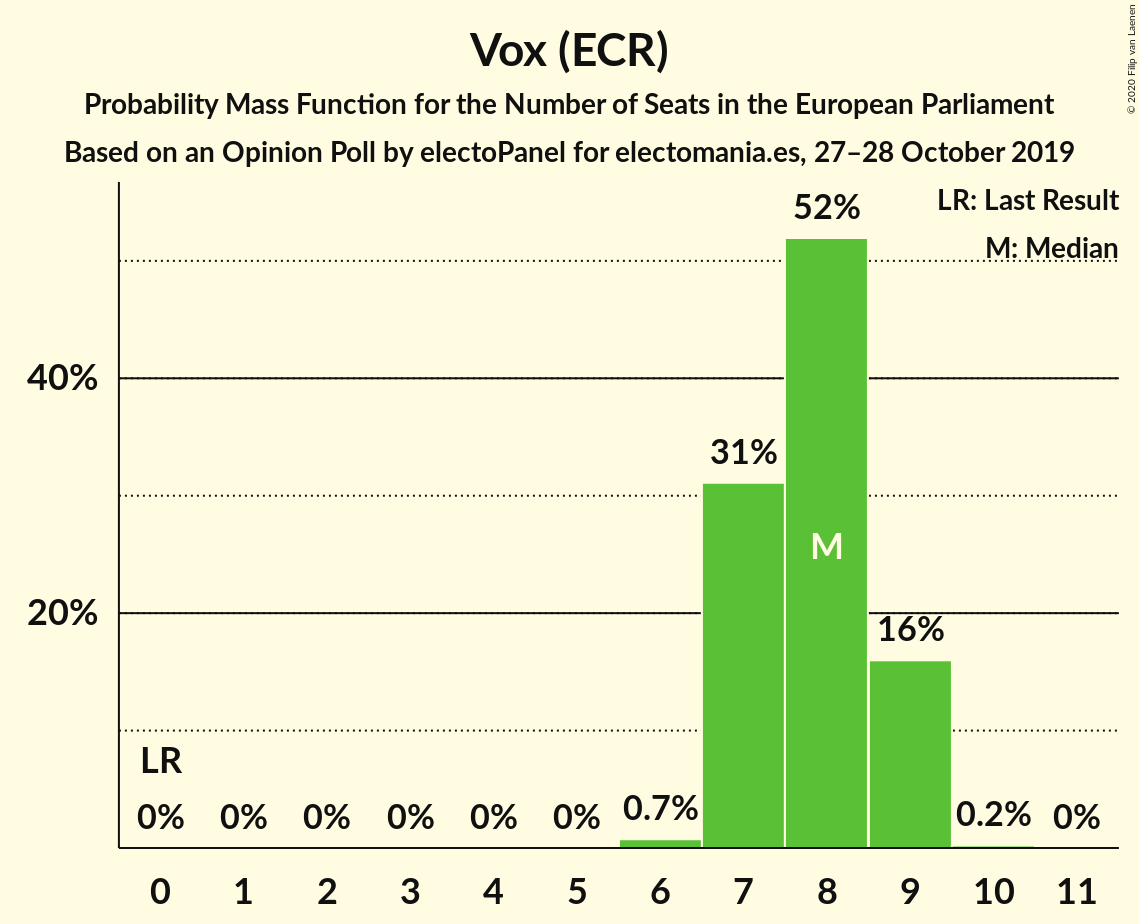 Vox (ECR)
Probability Mass Function for the Number of Seats in the European Parliament
Based on an Opinion Poll by electoPanel for electomania.es, 27–28 October 2019
© 2020 Filip van Laenen
LR: Last Result
M: Median
52%
40%
31%
M
20%
16%
LR
0% 0% 0% 0% 0% 0% 0.7% 0.2% 0%
0 1 2 3 4 5 6 7 8 9 10 11